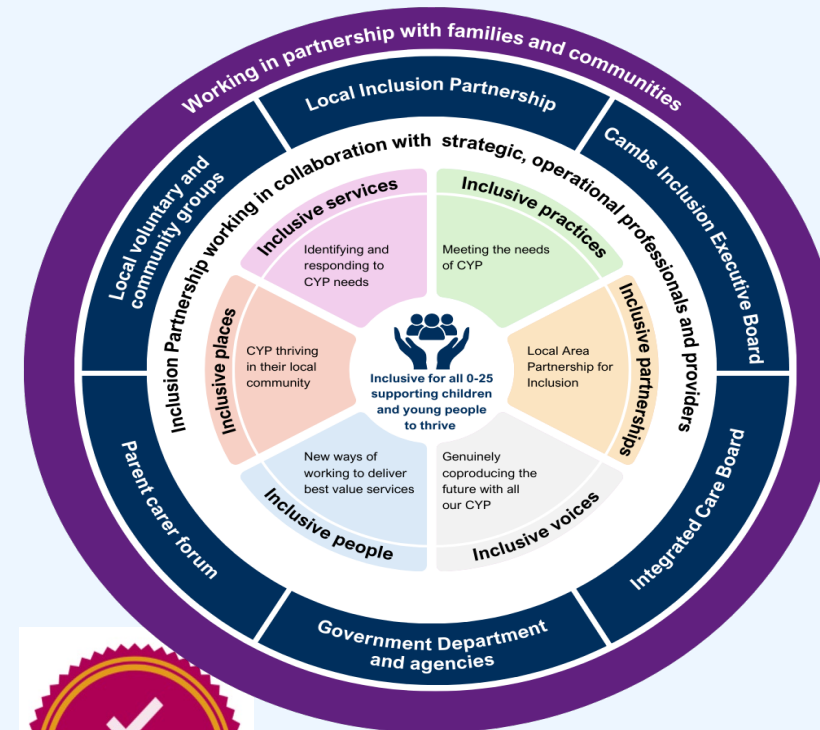 Working in partnership with families and communities
Local Inclusion Partnership
Cambs Inclusion Executive Board
Integrated Care Board
Government Department
and agencies
Parent carer forum
Local voluntary and
community groups
Inclusion Partnership working in collaboration with strategic, operational professionals and providers
Inclusive services
Identifying and
responding to
CYP needs
Inclusive practices
Meeting the needs
of CYP
Inclusive partnerships
Local Area
Partnership for
Inclusion
Inclusive voices
Genuinely
coproducing the
future with all
our CYP
Inclusive people
New ways of
working to deliver
best value services
Inclusive places
CYP thriving
in their local
community
Inclusive for all 0-25
supporting children
and young people
to thrive